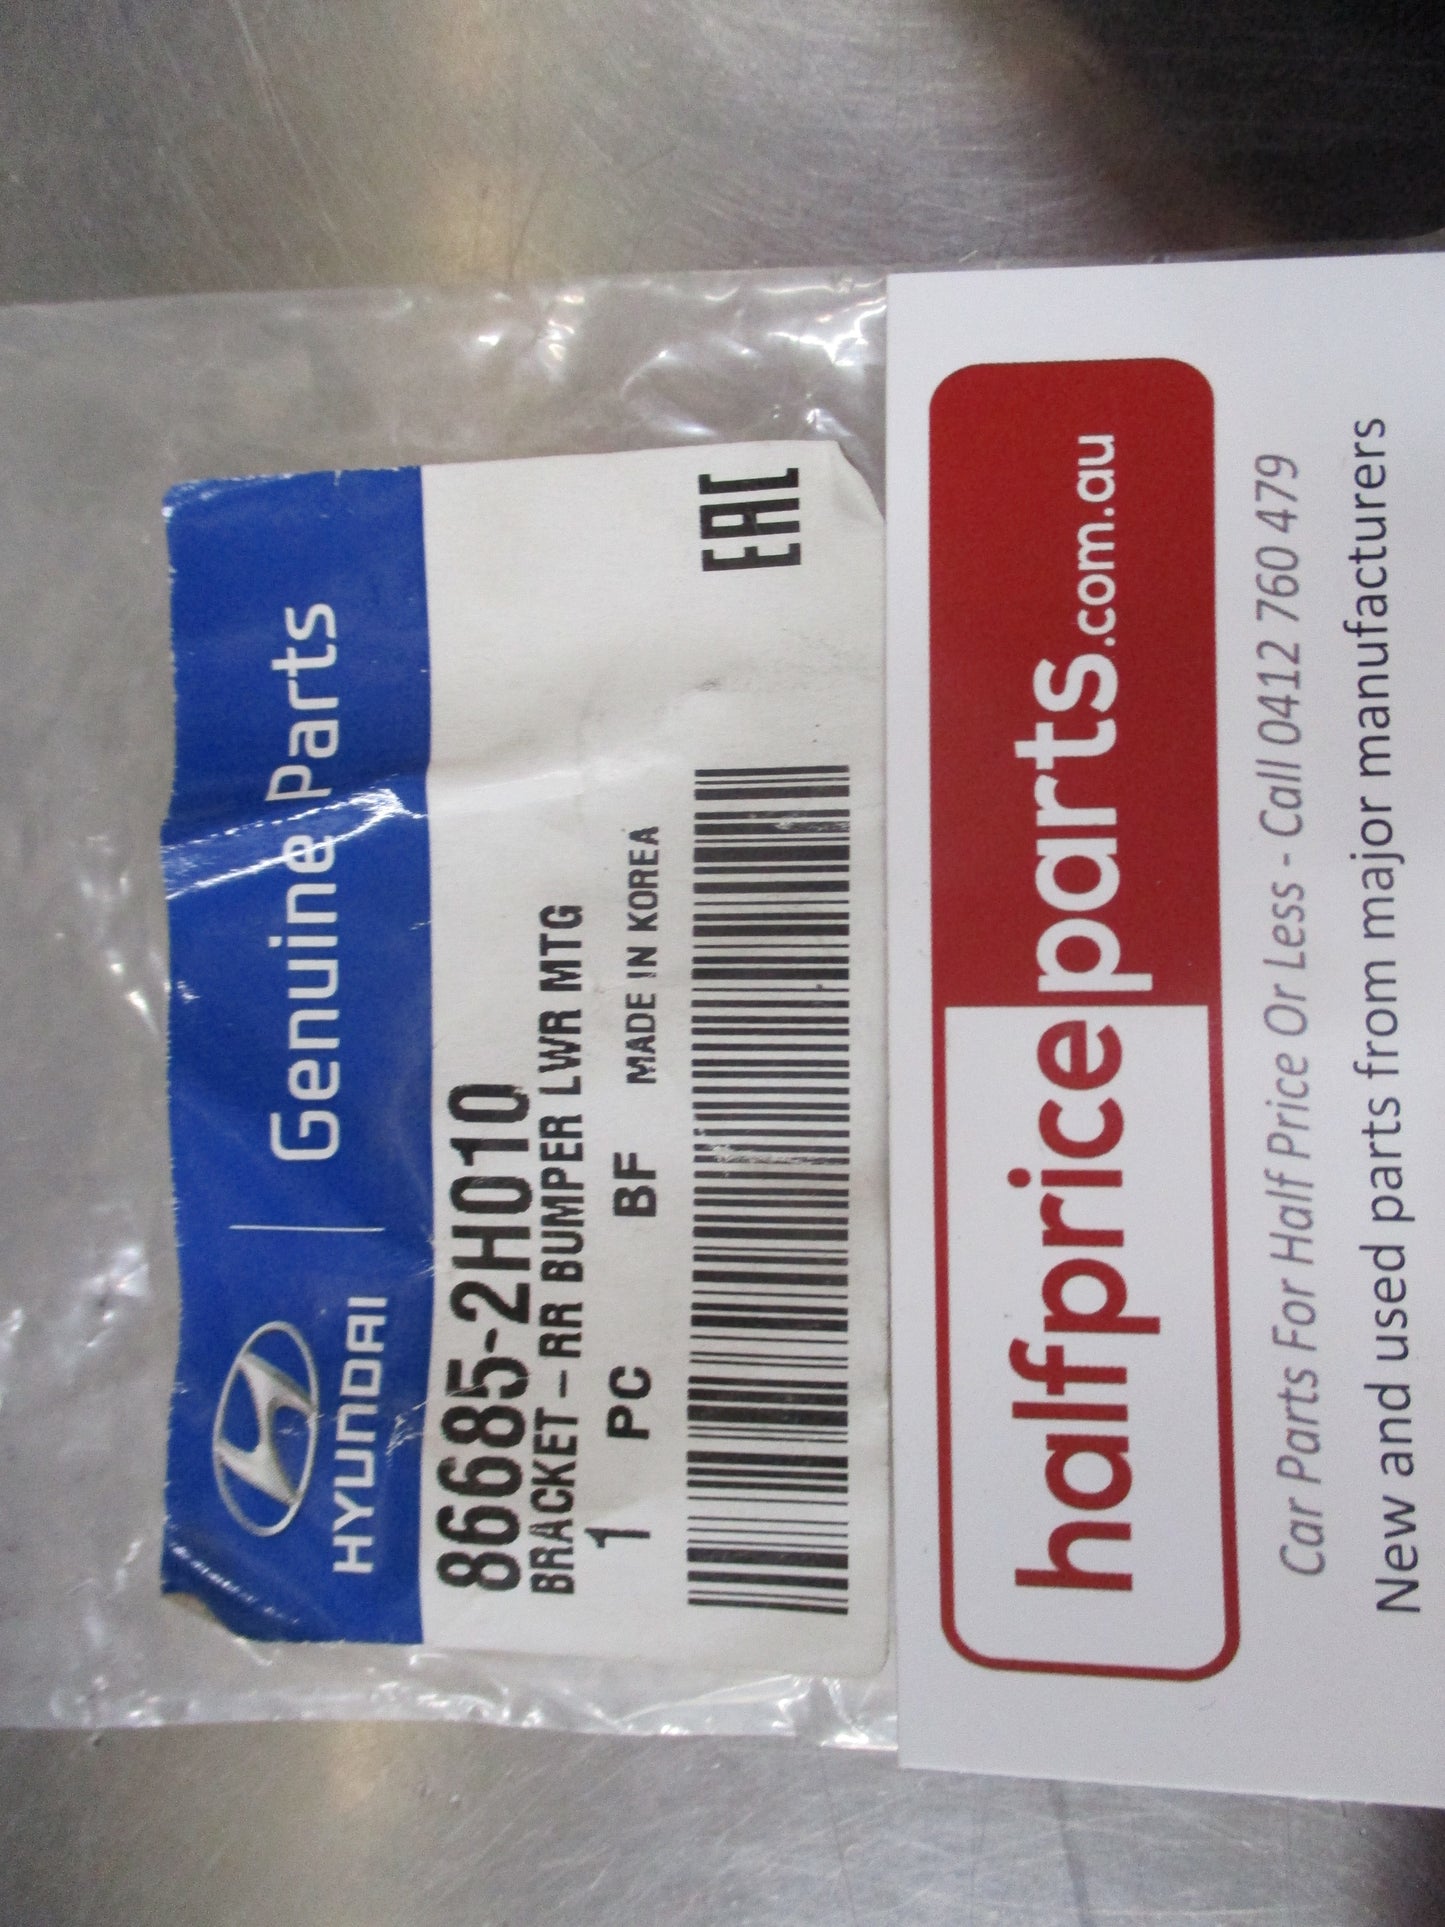 HYUNDAI
Genuine Parts
86685-2H010
BRACKET-RR BUMPER LWR MTG
1 PC BF MADE IN KOREA
EAC
halfpriceparts.com.au
Car Parts For Half Price Or Less - Call 0412 760 479
New and used parts from major manufacturers